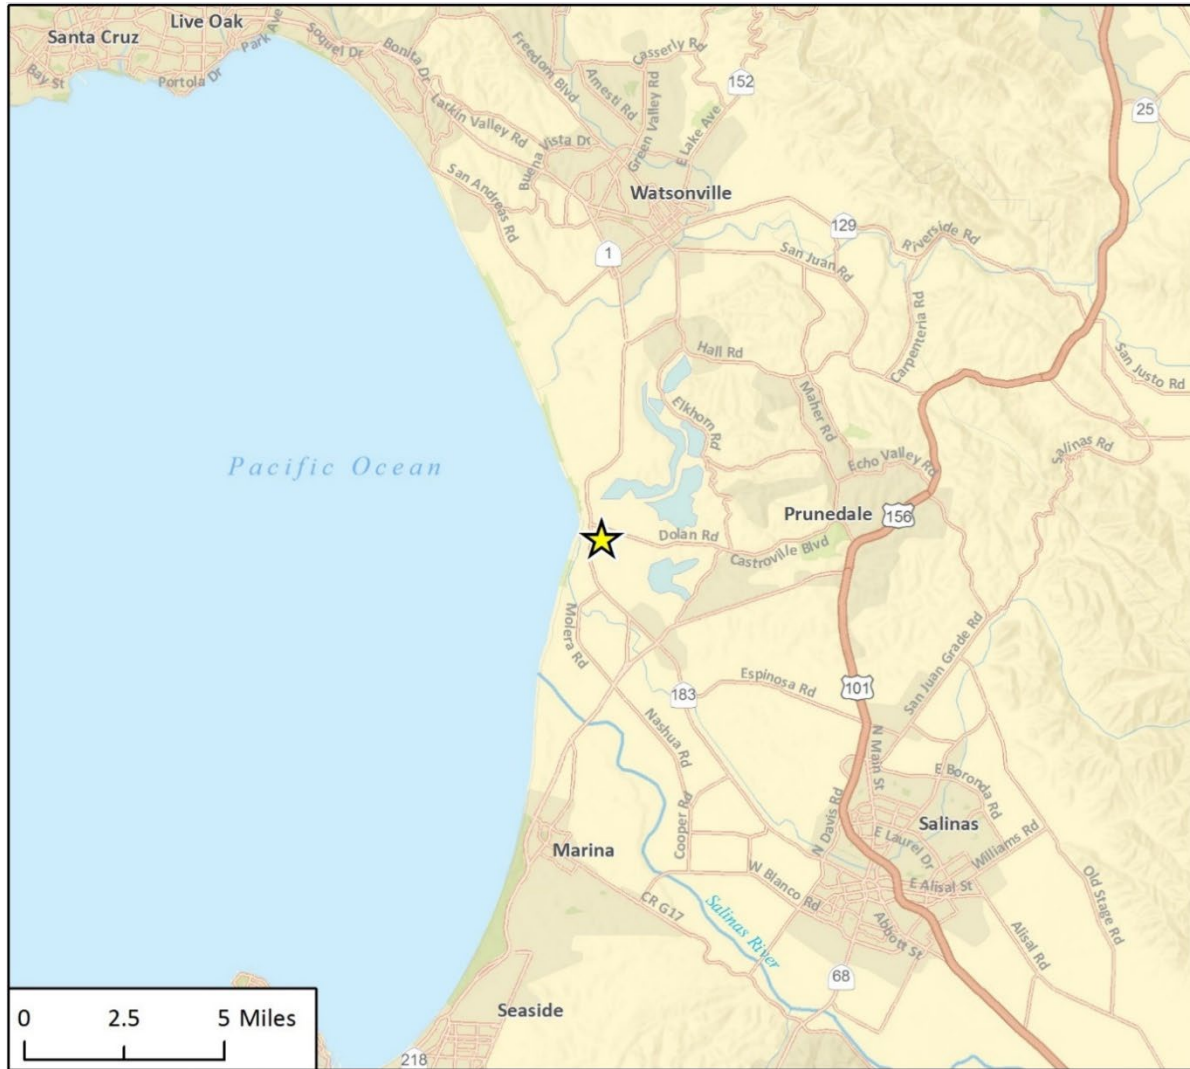 Live Oak
Santa Cruz
Park Ave
Soquel Dr
Bay St
Portola Dr
Bonita Dr
Freedom Blvd
Casserly Rd
Amesti Rd
Green Valley Rd
152
25
Larkin Valley Rd
Buena Vista Dr
E Lake Ave
San Andreas Rd
Watsonville
129
Riverside Rd
1
San Juan Rd
Carpenteria Rd
Hall Rd
San Justo Rd
Maher Rd
Elkhorn Rd
Salinas Rd
Pacific Ocean
Echo Valley Rd
Prunedale
156
Dolan Rd
Castroville Blvd
Molera Rd
San Juan Grade Rd
Espinosa Rd
101
183
Nashua Rd
N Main St
E Boronda Rd
Cooper Rd
N Davis Rd
Salinas
E Laurel Dr
Williams Rd
Marina
W Blanco Rd
E Alisal St
Old Stage Rd
CR G17
Salinas River
Abbott St
Alisal Rd
68
Seaside
0 2.5 5 Miles
218